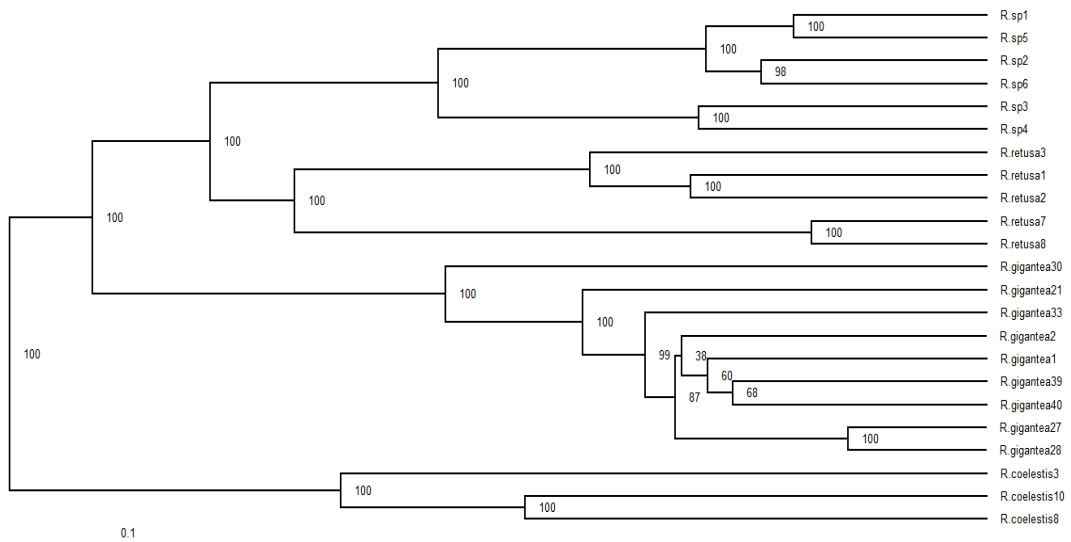 R.sp1
100
R.sp5
100
R.sp2
98
R.sp6
100
R.sp3
100
R.sp4
100
R.retusa3
100
R.retusa1
100
R.retusa2
100
R.retusa7
100
100
R.retusa8
R.gigantea30
100
R.gigantea21
100
R.gigantea33
R.gigantea2
100
99
38
R.gigantea1
60
R.gigantea39
68
87
R.gigantea40
R.gigantea27
100
R.gigantea28
R.coelestis3
100
R.coelestis10
100
R.coelestis8
0.1